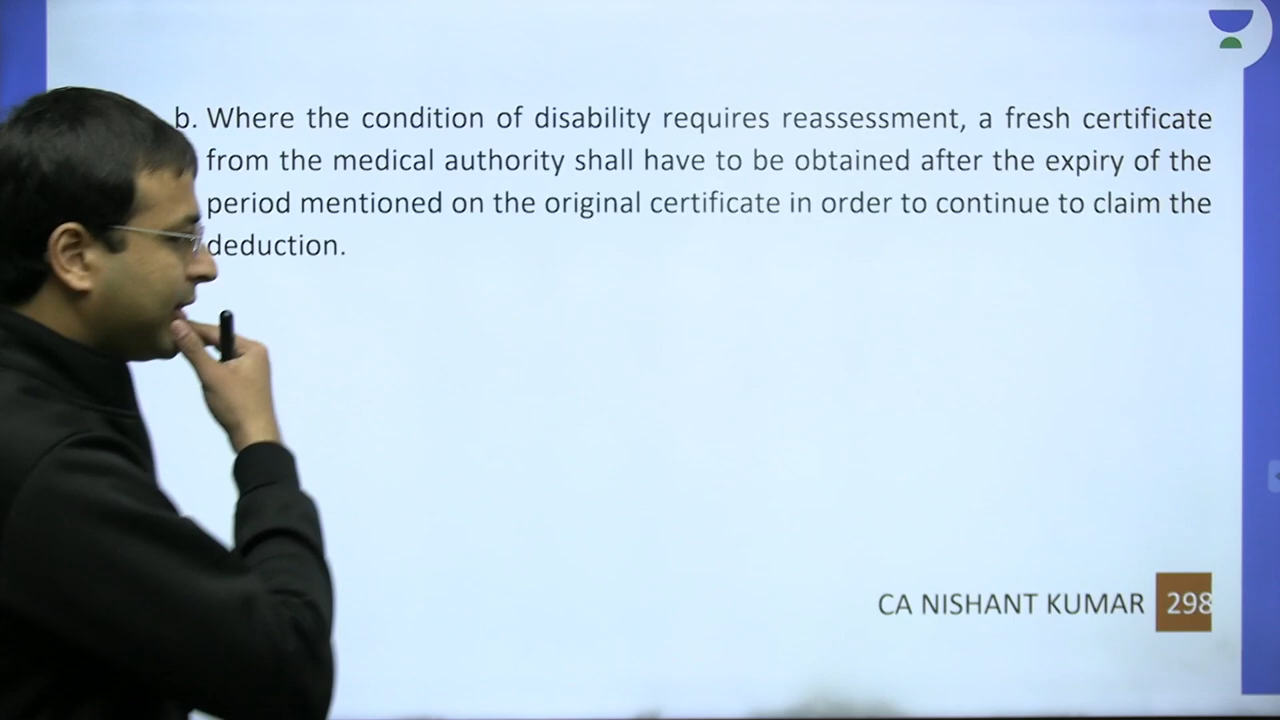 b. Where the condition of disability requires reassessment, a fresh certificate
from the medical authority shall have to be obtained after the expiry of the
period mentioned on the original certificate in order to continue to claim the
deduction.
CA NISHANT KUMAR 298